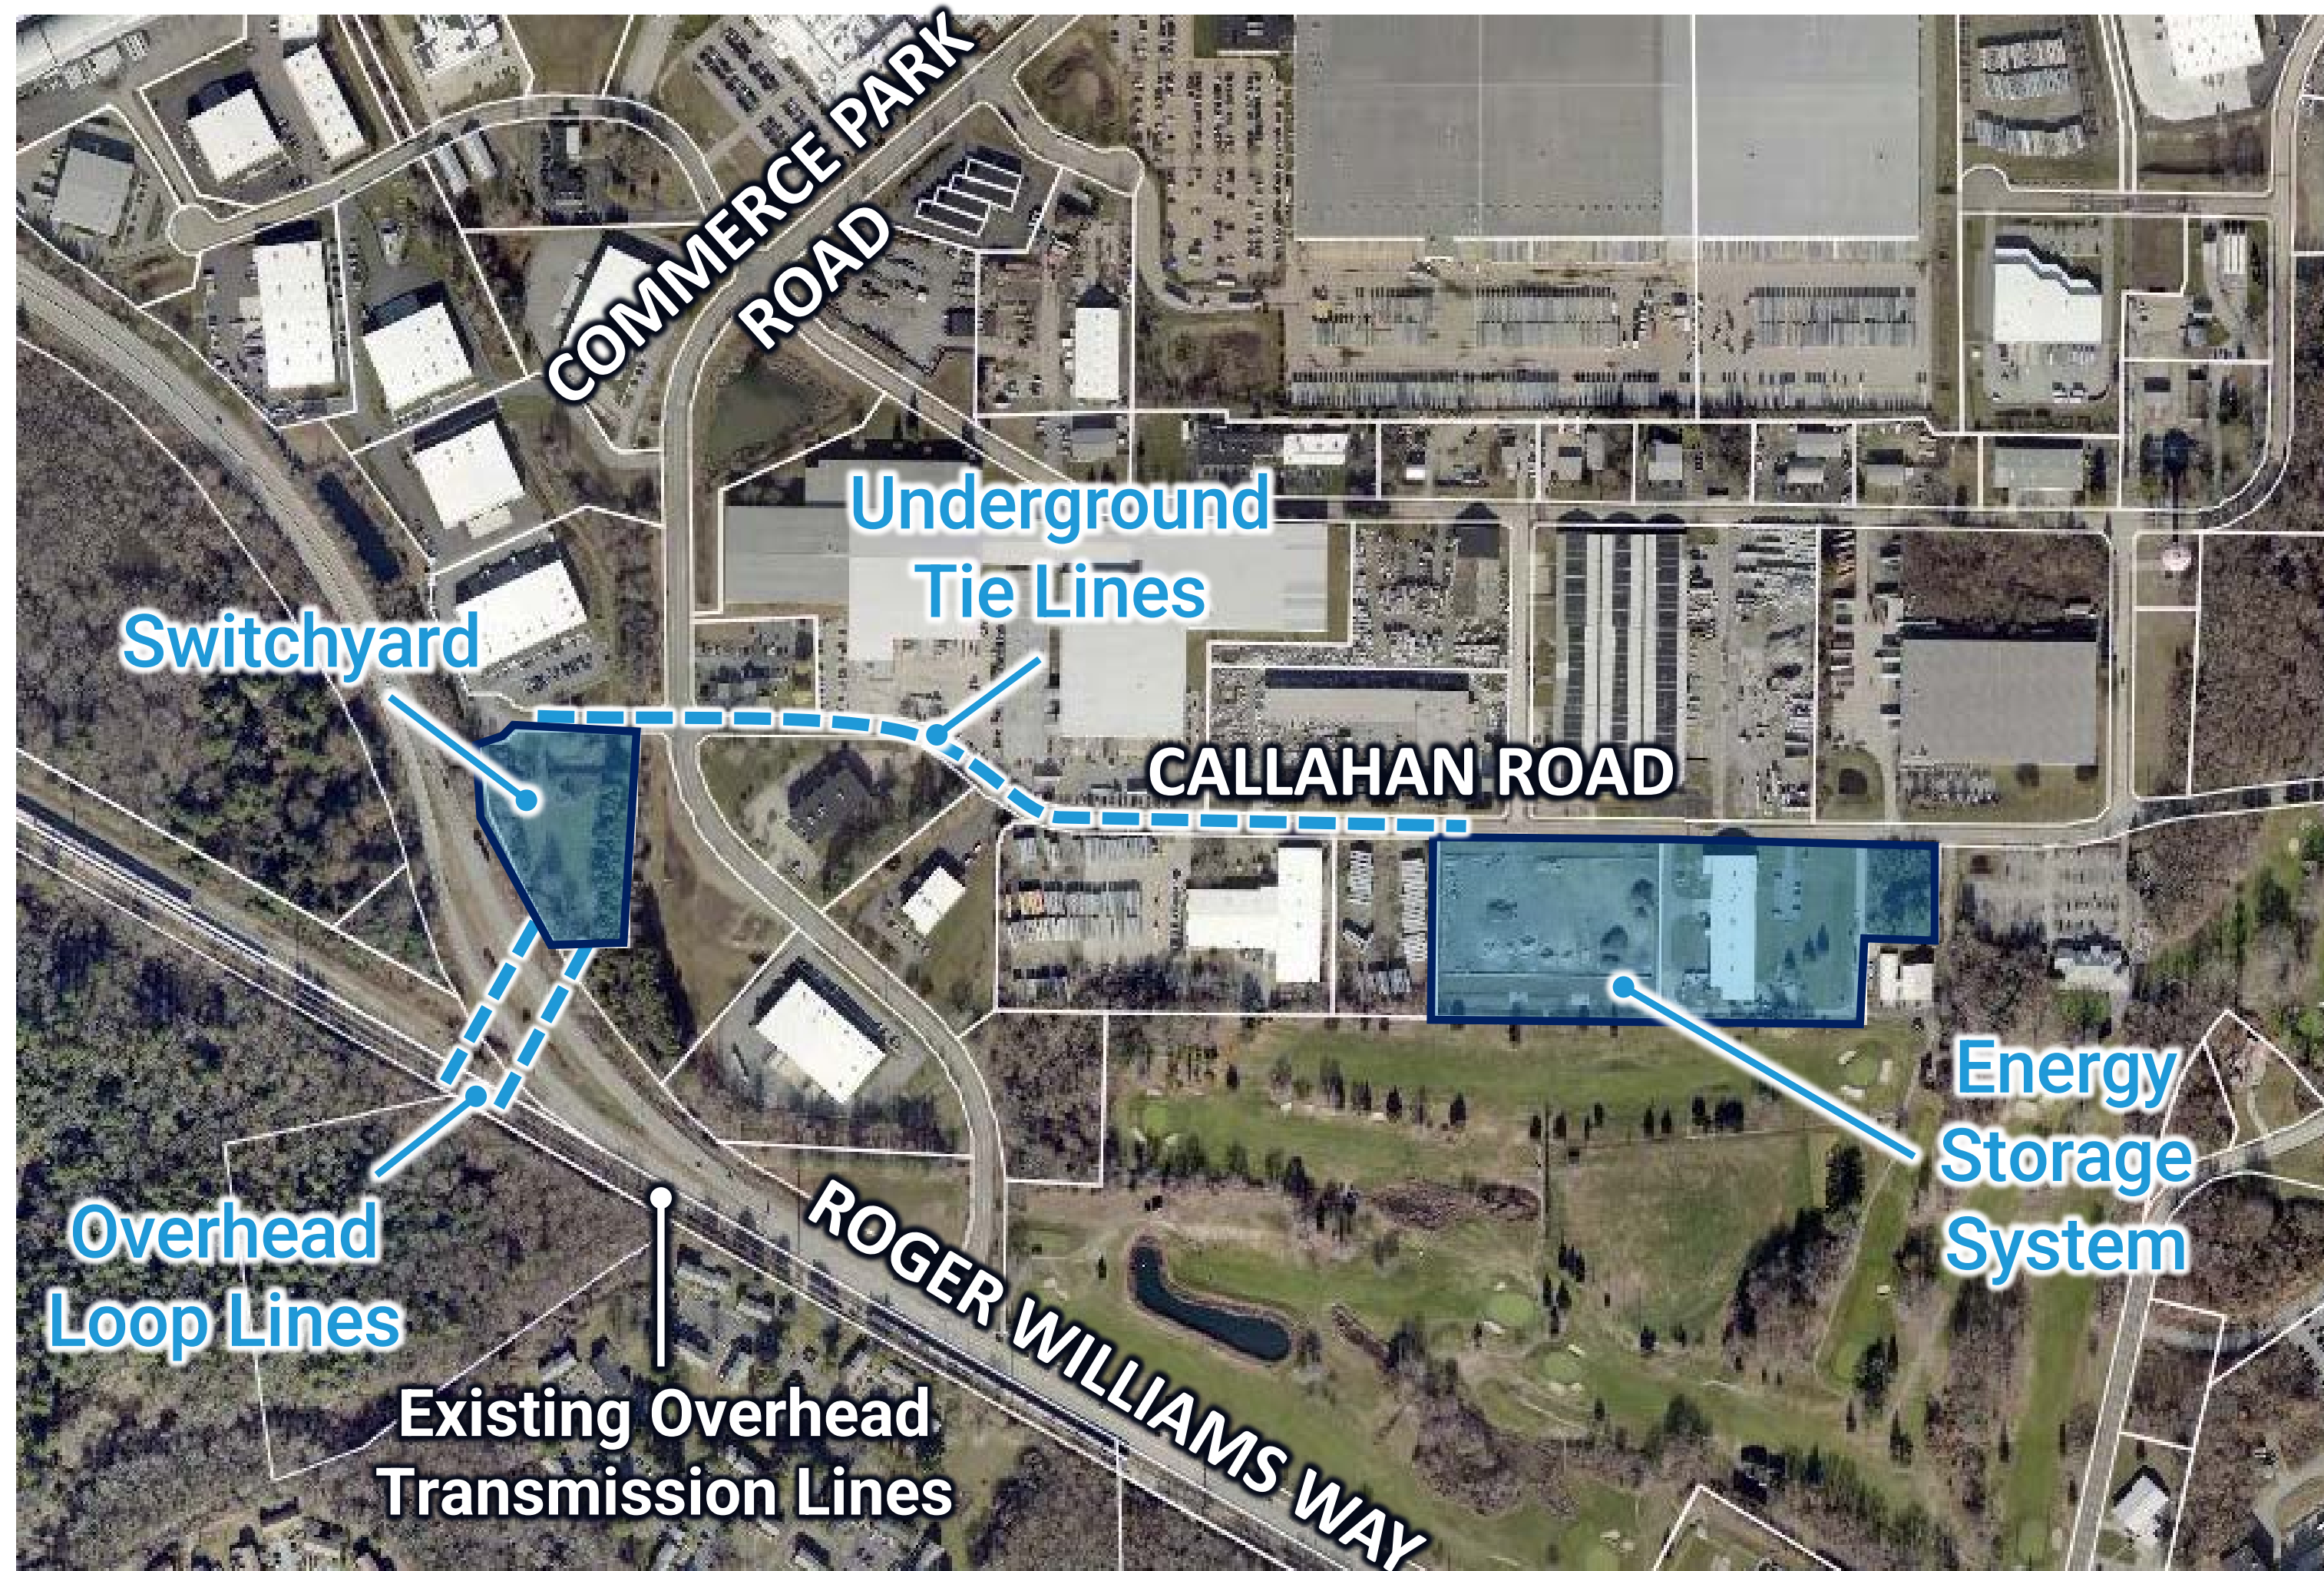 COMMERCE PARK
ROAD
Underground
Tie Lines
Switchyard
CALLAHAN ROAD
Energy
Storage
System
Overhead
Loop Lines
ROGER WILLIAMS WAY
Existing Overhead
Transmission Lines